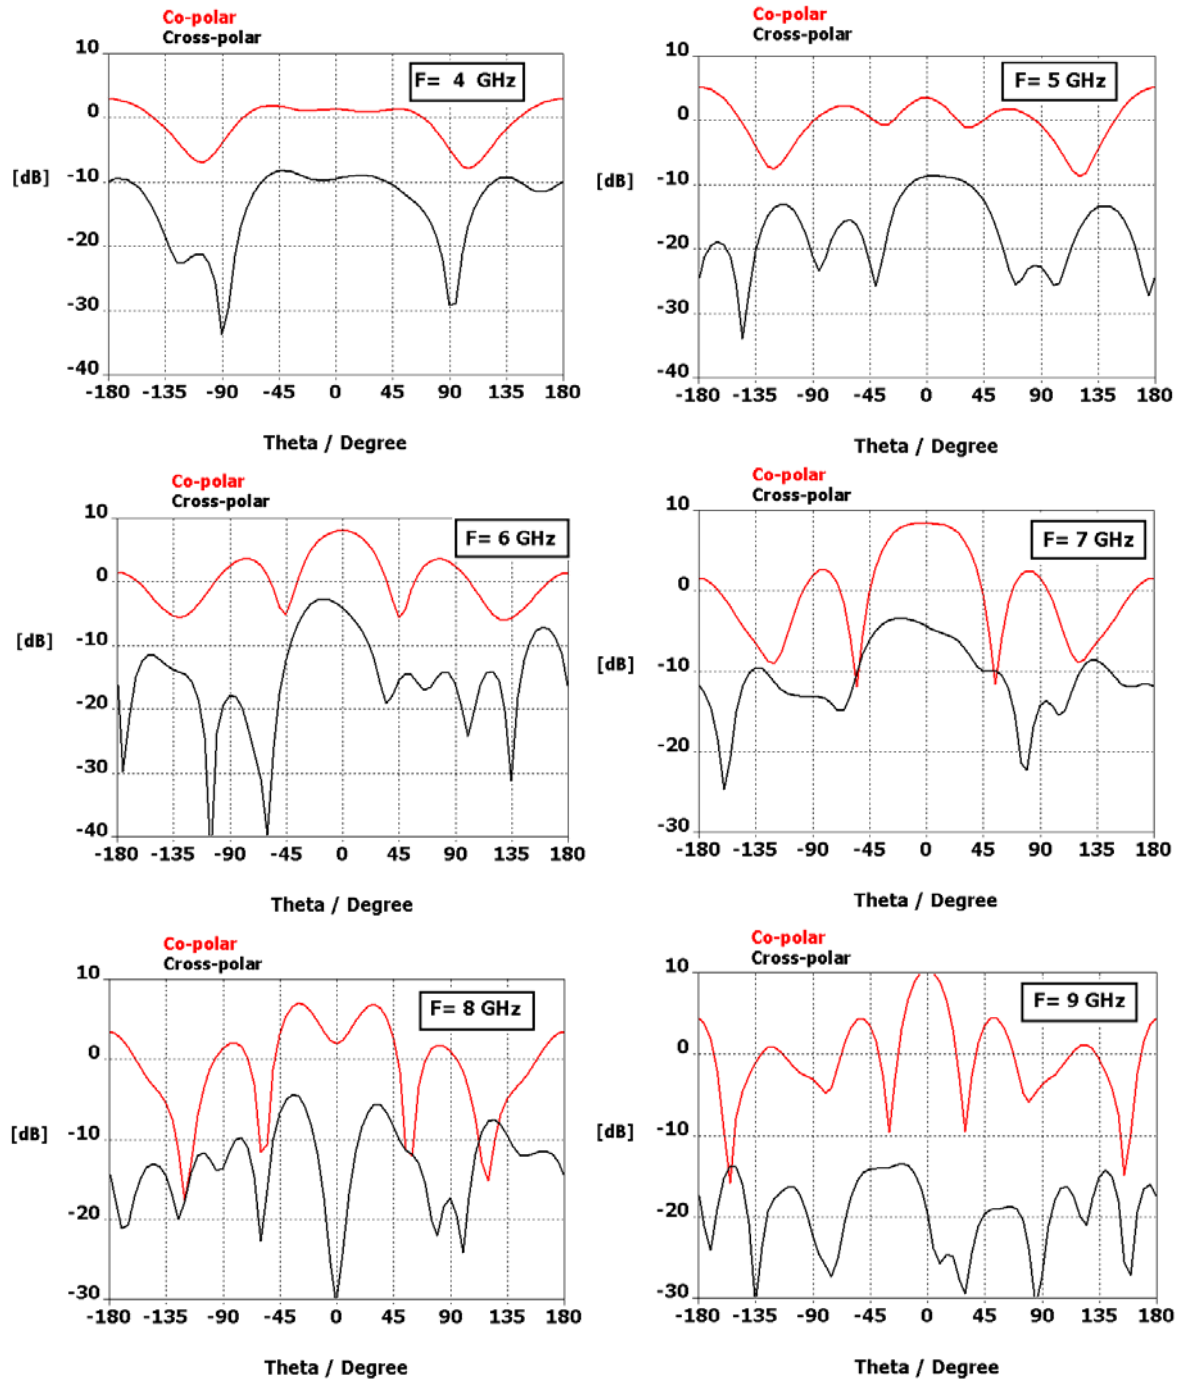 Co-polar
Cross-polar
F= 4 GHz
10
0
-10
-20
-30
-40
[dB]
-180 -135 -90 -45 0 45 90 135 180
Theta / Degree
Co-polar
Cross-polar
F= 5 GHz
10
0
-10
-20
-30
-40
[dB]
-180 -135 -90 -45 0 45 90 135 180
Theta / Degree
Co-polar
Cross-polar
F= 6 GHz
10
0
-10
-20
-30
-40
[dB]
-180 -135 -90 -45 0 45 90 135 180
Theta / Degree
Co-polar
Cross-polar
F= 7 GHz
10
0
-10
-20
-30
[dB]
-180 -135 -90 -45 0 45 90 135 180
Theta / Degree
Co-polar
Cross-polar
F= 8 GHz
10
0
-10
-20
-30
[dB]
-180 -135 -90 -45 0 45 90 135 180
Theta / Degree
Co-polar
Cross-polar
F= 9 GHz
10
0
-10
-20
-30
[dB]
-180 -135 -90 -45 0 45 90 135 180
Theta / Degree